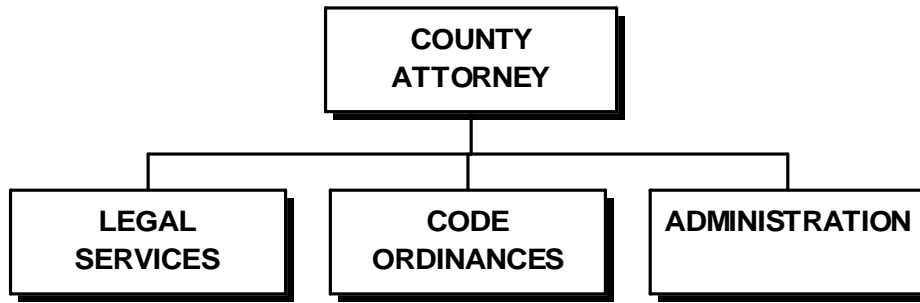 COUNTY
ATTORNEY
LEGAL
SERVICES
CODE
ORDINANCES
ADMINISTRATION